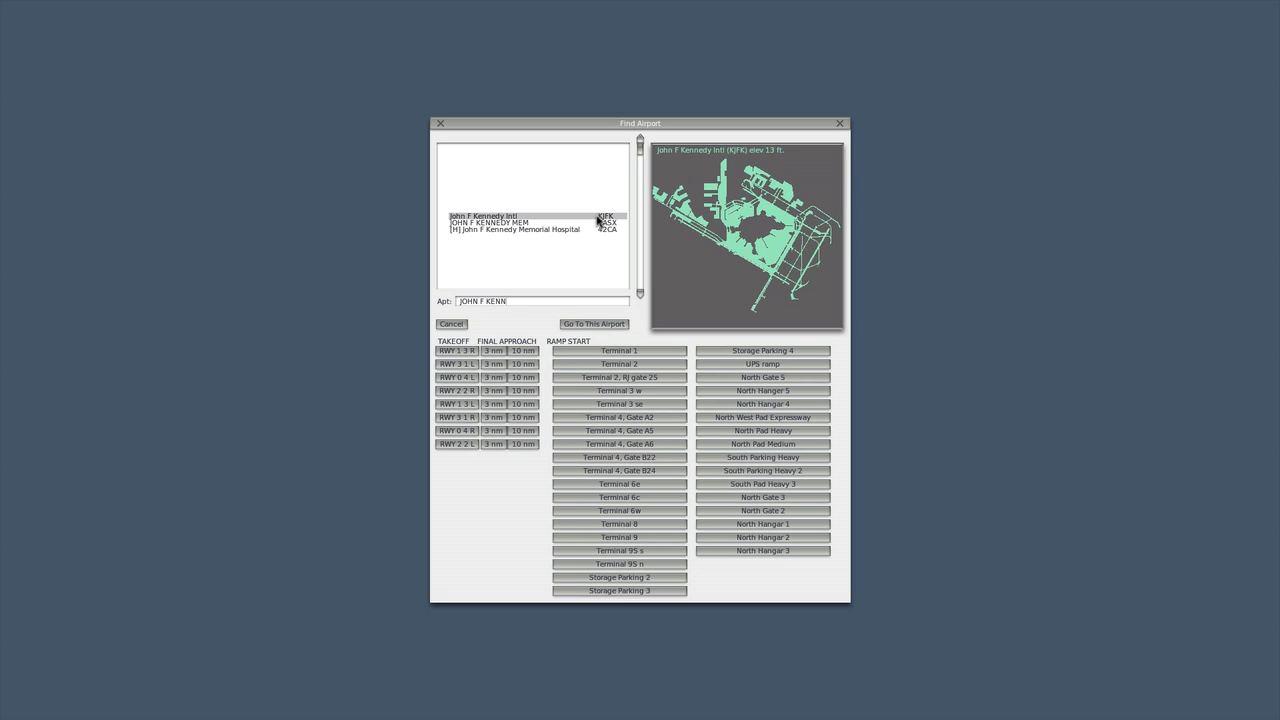 Find Airport
John F Kennedy Intl (KJFK) elev 13 ft.
John F Kennedy Intl KJFK
JOHN F KENNEDY MEM
[H] John F Kennedy Memorial Hospital 42CA
Apt: JOHN F KENN
Cancel Go To This Airport
TAKEOFF FINAL APPROACH RAMP START
RWY 1 3 R 3 nm 10 nm Terminal 1 Storage Parking 4
RWY 3 1 L 3 nm 10 nm Terminal 2 UPS ramp
RWY 0 4 L 3 nm 10 nm Terminal 2, RJ gate 25 North Gate 5
RWY 2 2 R 3 nm 10 nm Terminal 3 w North Hanger 5
RWY 1 3 L 3 nm 10 nm Terminal 3 se North Hangar 4
RWY 3 1 R 3 nm 10 nm Terminal 4, Gate A2 North West Pad Expressway
RWY 0 4 R 3 nm 10 nm Terminal 4, Gate A5 North Pad Heavy
RWY 2 2 L 3 nm 10 nm Terminal 4, Gate A6 North Pad Medium
Terminal 4, Gate B22 South Parking Heavy
Terminal 4, Gate B24 South Parking Heavy 2
Terminal 6e South Pad Heavy 3
Terminal 6c North Gate 3
Terminal 6w North Gate 2
Terminal 8 North Hangar 1
Terminal 9 North Hangar 2
Terminal 9S s North Hangar 3
Terminal 9S n
Storage Parking 2
Storage Parking 3